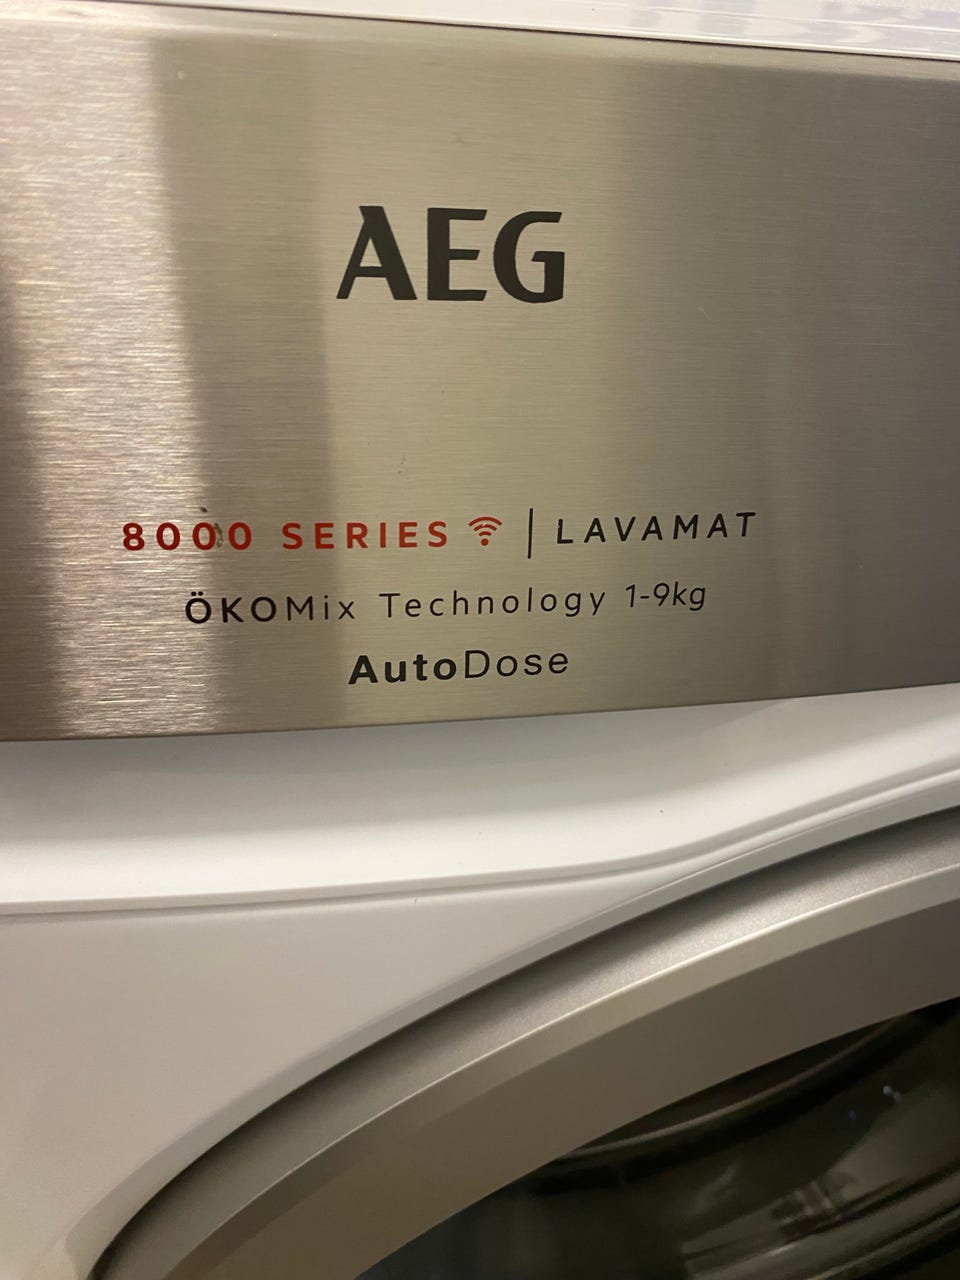 AEG
8000 SERIES | LAVAMAT
ÖKOMix Technology 1-9kg
AutoDose